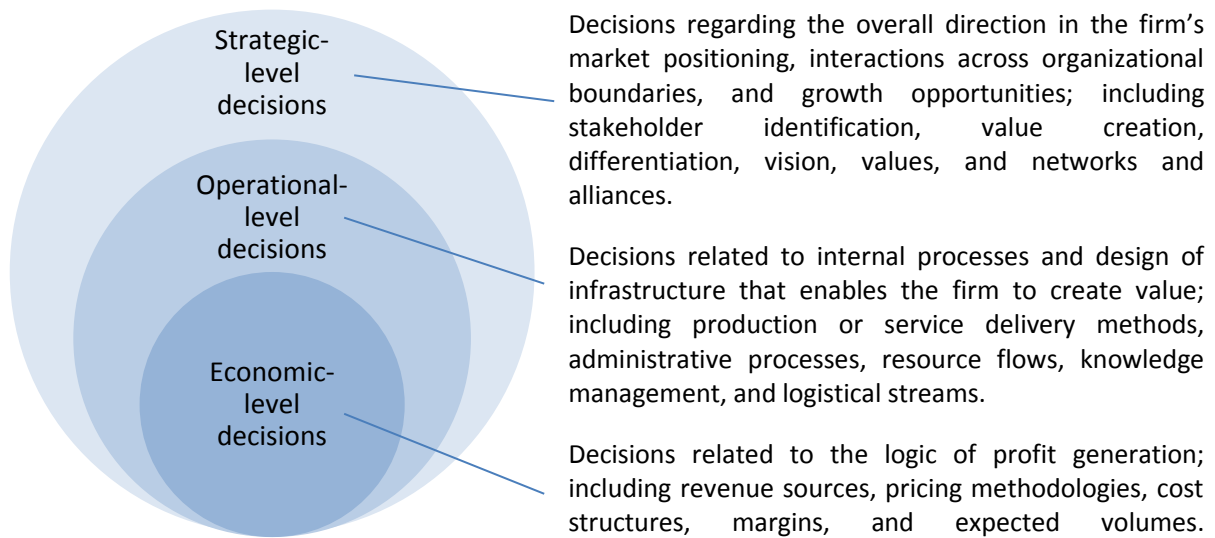 Strategic-
level
decisions
Decisions regarding the overall direction in the firm’s
market positioning, interactions across organizational
boundaries, and growth opportunities; including
stakeholder identification, value creation,
differentiation, vision, values, and networks and
alliances.
Operational-
level
decisions
Decisions related to internal processes and design of
infrastructure that enables the firm to create value;
including production or service delivery methods,
administrative processes, resource flows, knowledge
management, and logistical streams.
Economic-
level
decisions
Decisions related to the logic of profit generation;
including revenue sources, pricing methodologies, cost
structures, margins, and expected volumes.